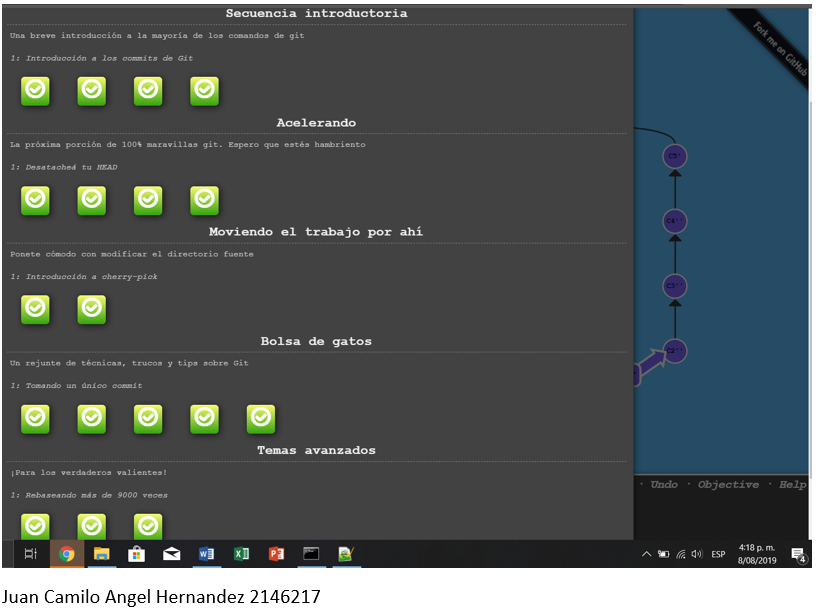 Secuencia introductoria
Una breve introducción a la mayoría de los comandos de git
1: Introducción a los commits de Git
Acelerando
La próxima porción de 100% maravillas git. Espero que estés hambriento
1: Desatacheá tu HEAD
Moviendo el trabajo por ahí
Ponete cómodo con modificar el directorio fuente
1: Introducción a cherry-pick
Bolsa de gatos
Un rejunte de técnicas, trucos y tips sobre Git
1: Tomando un único commit
Temas avanzados
¡Para los verdaderos valientes!
1: Rebaseando más de 9000 veces
Fork me on GitHub
C5'
C4''
C3''
C2''
· Undo · Objective · Help
ESP
4:18 p. m.
8/08/2019
4
Juan Camilo Angel Hernandez 2146217